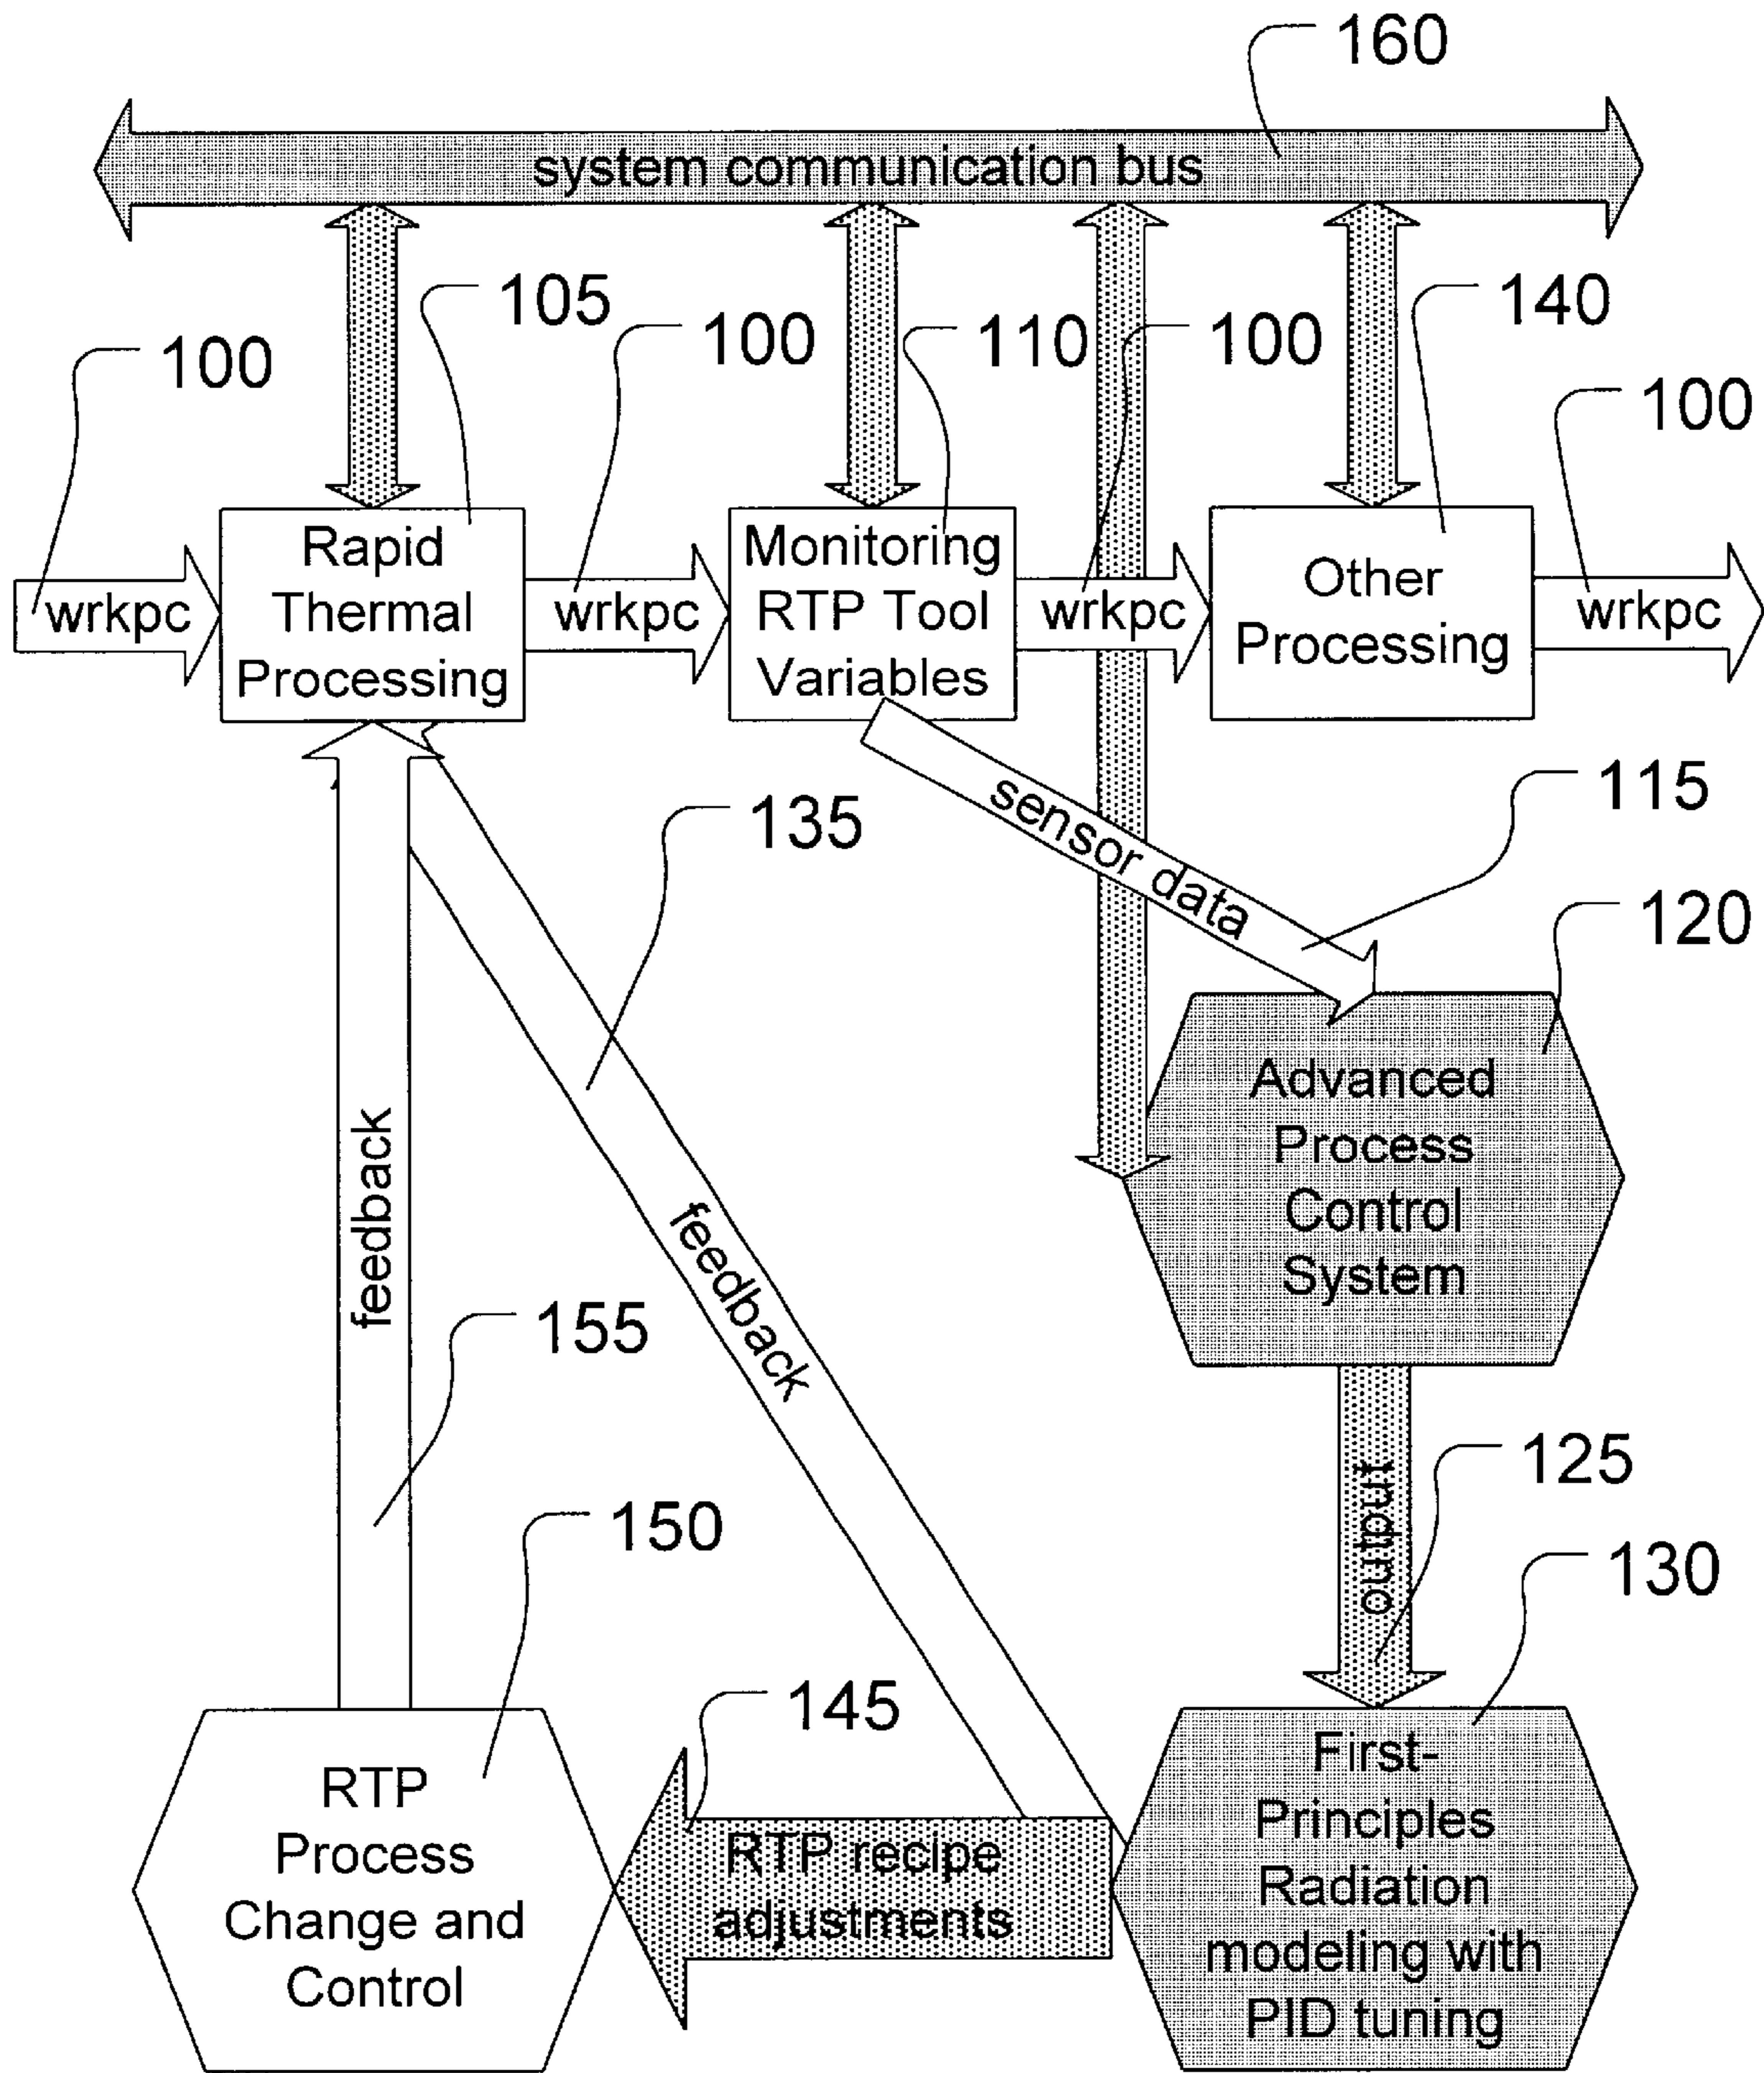 160
system communication bus
105
100
100
110
100
140
100
wrkpc
Rapid
Thermal
Processing
wrkpc
Monitoring
RTP Tool
Variables
wrkpc
Other
Processing
wrkpc
135
sensor data
115
120
Advanced
Process
Control
System
feedback
feedback
155
output
125
150
130
145
RTP
Process
Change and
Control
RTP recipe
adjustments
First-
Principles
Radiation
modeling with
PID tuning